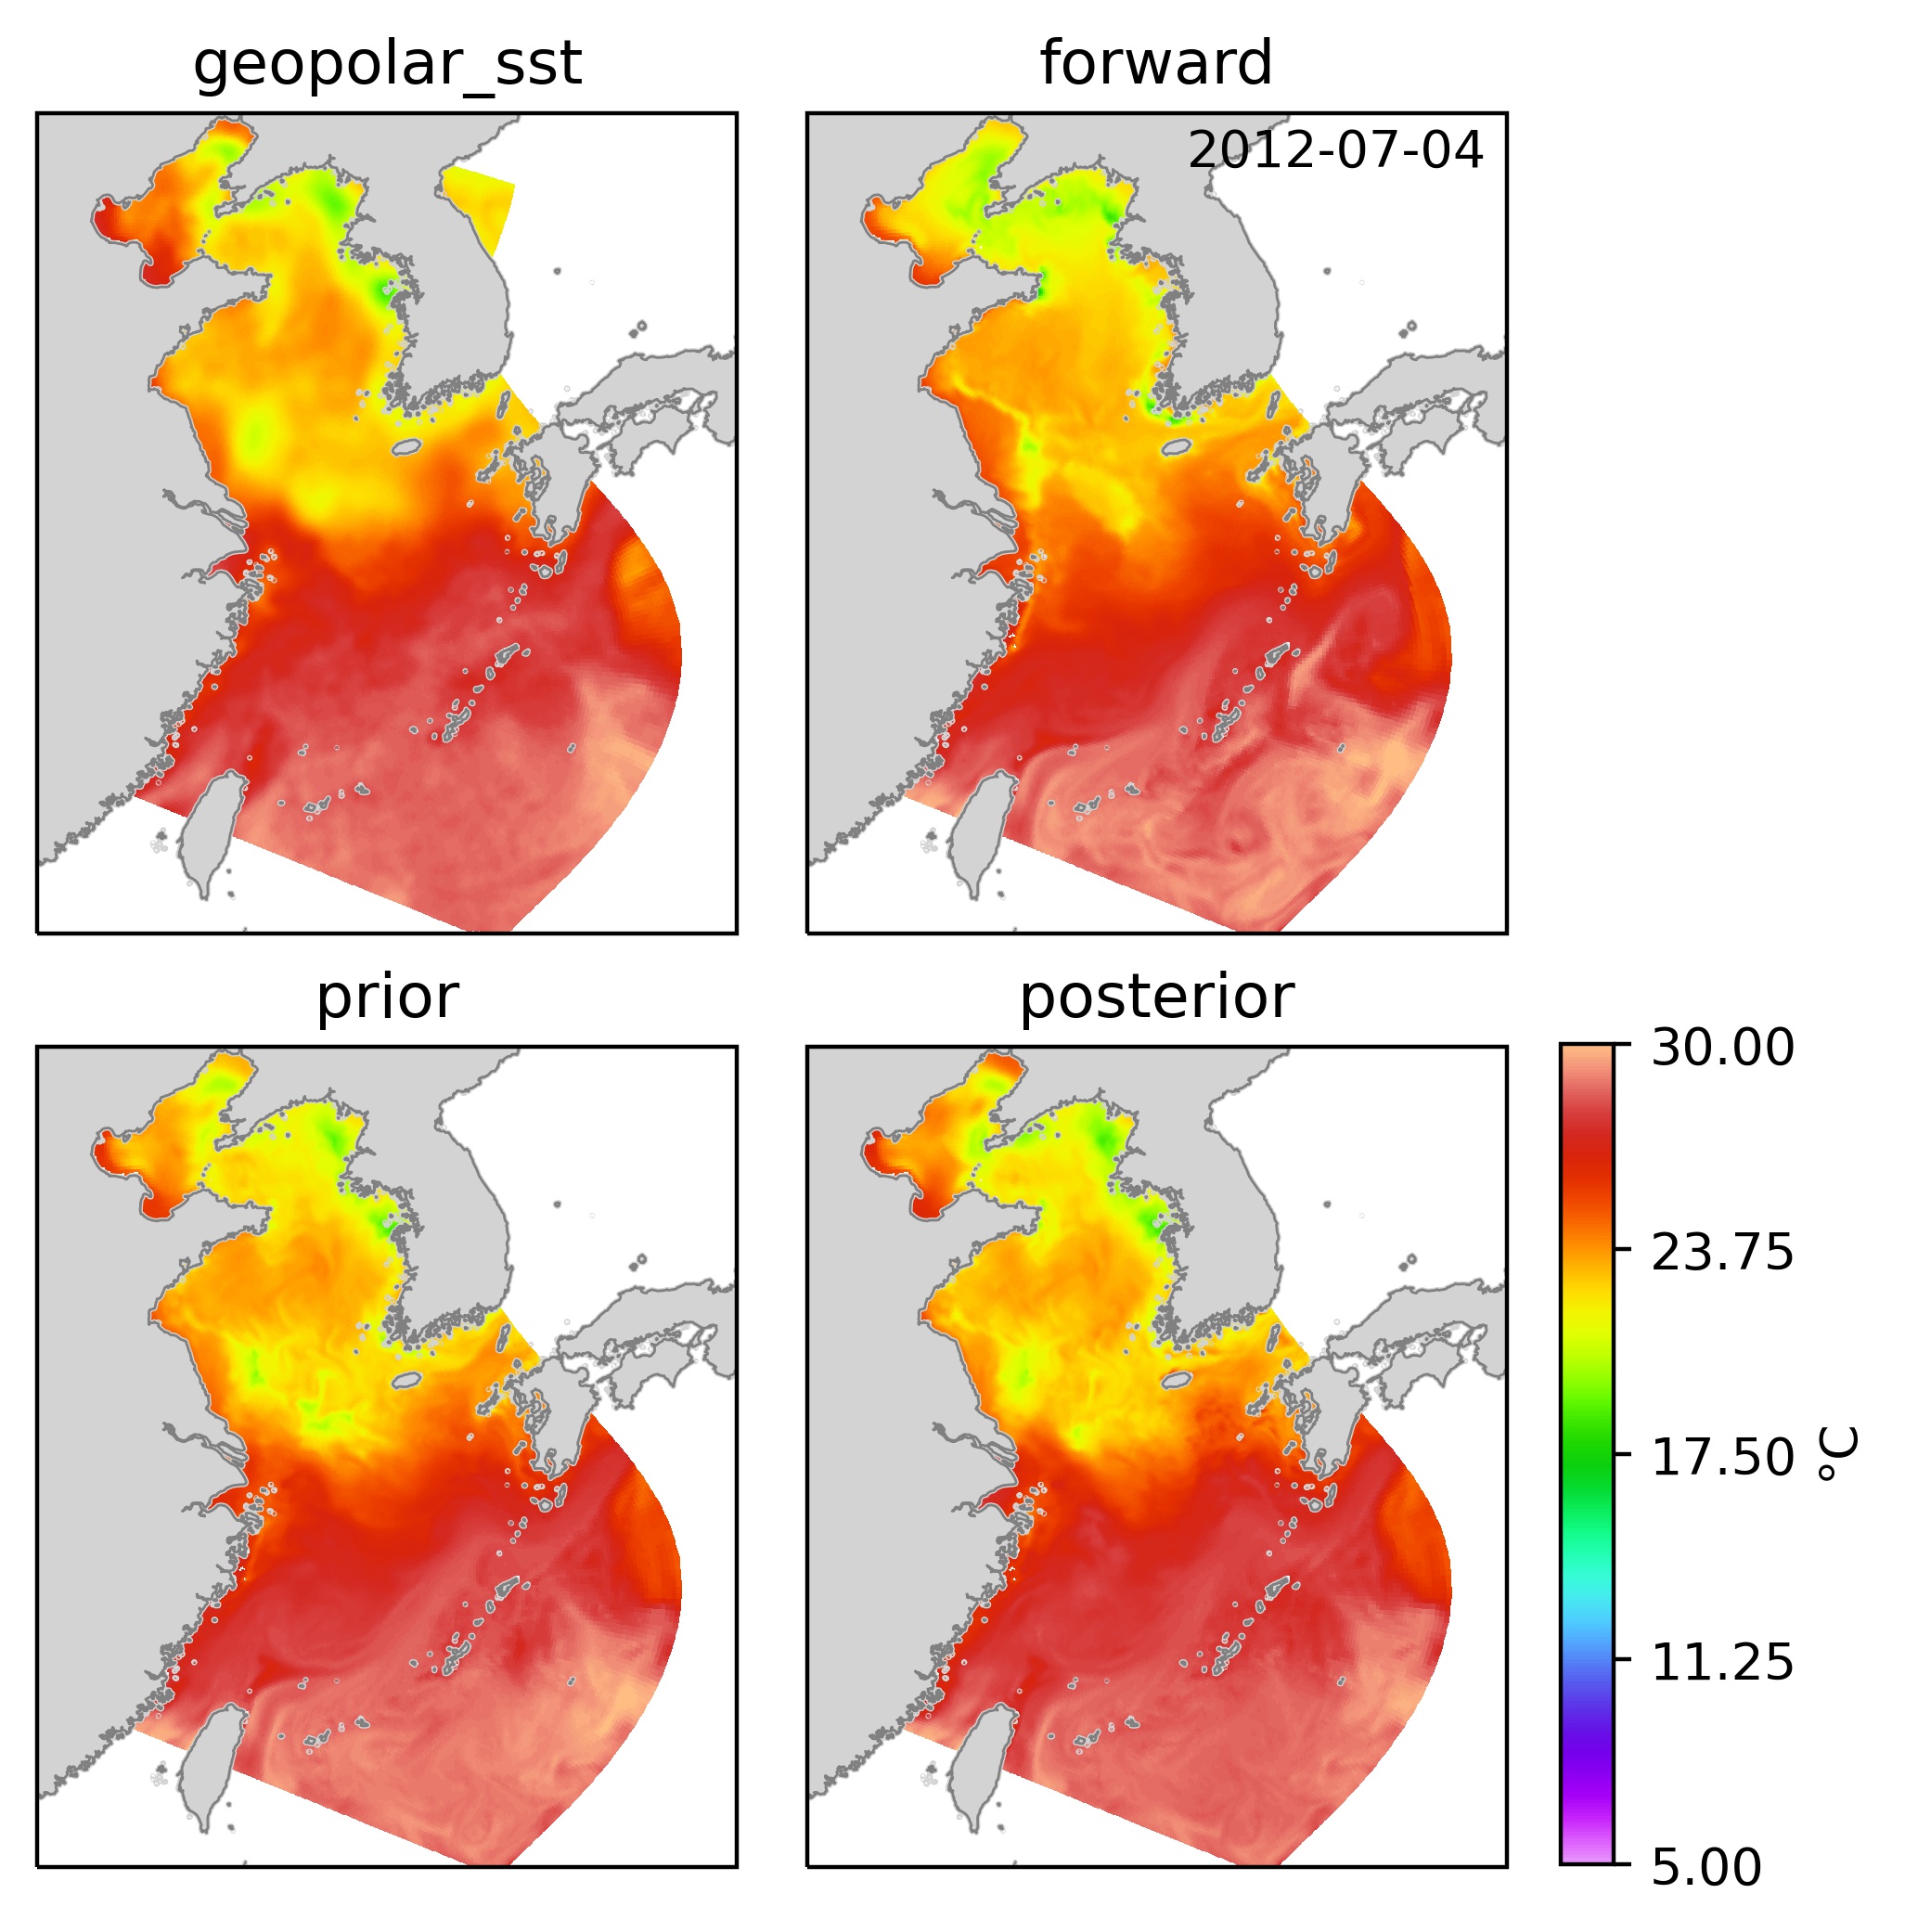 geopolar_sst
forward
2012-07-04
prior
posterior
30.00
23.75
17.50
11.25
5.00
°C